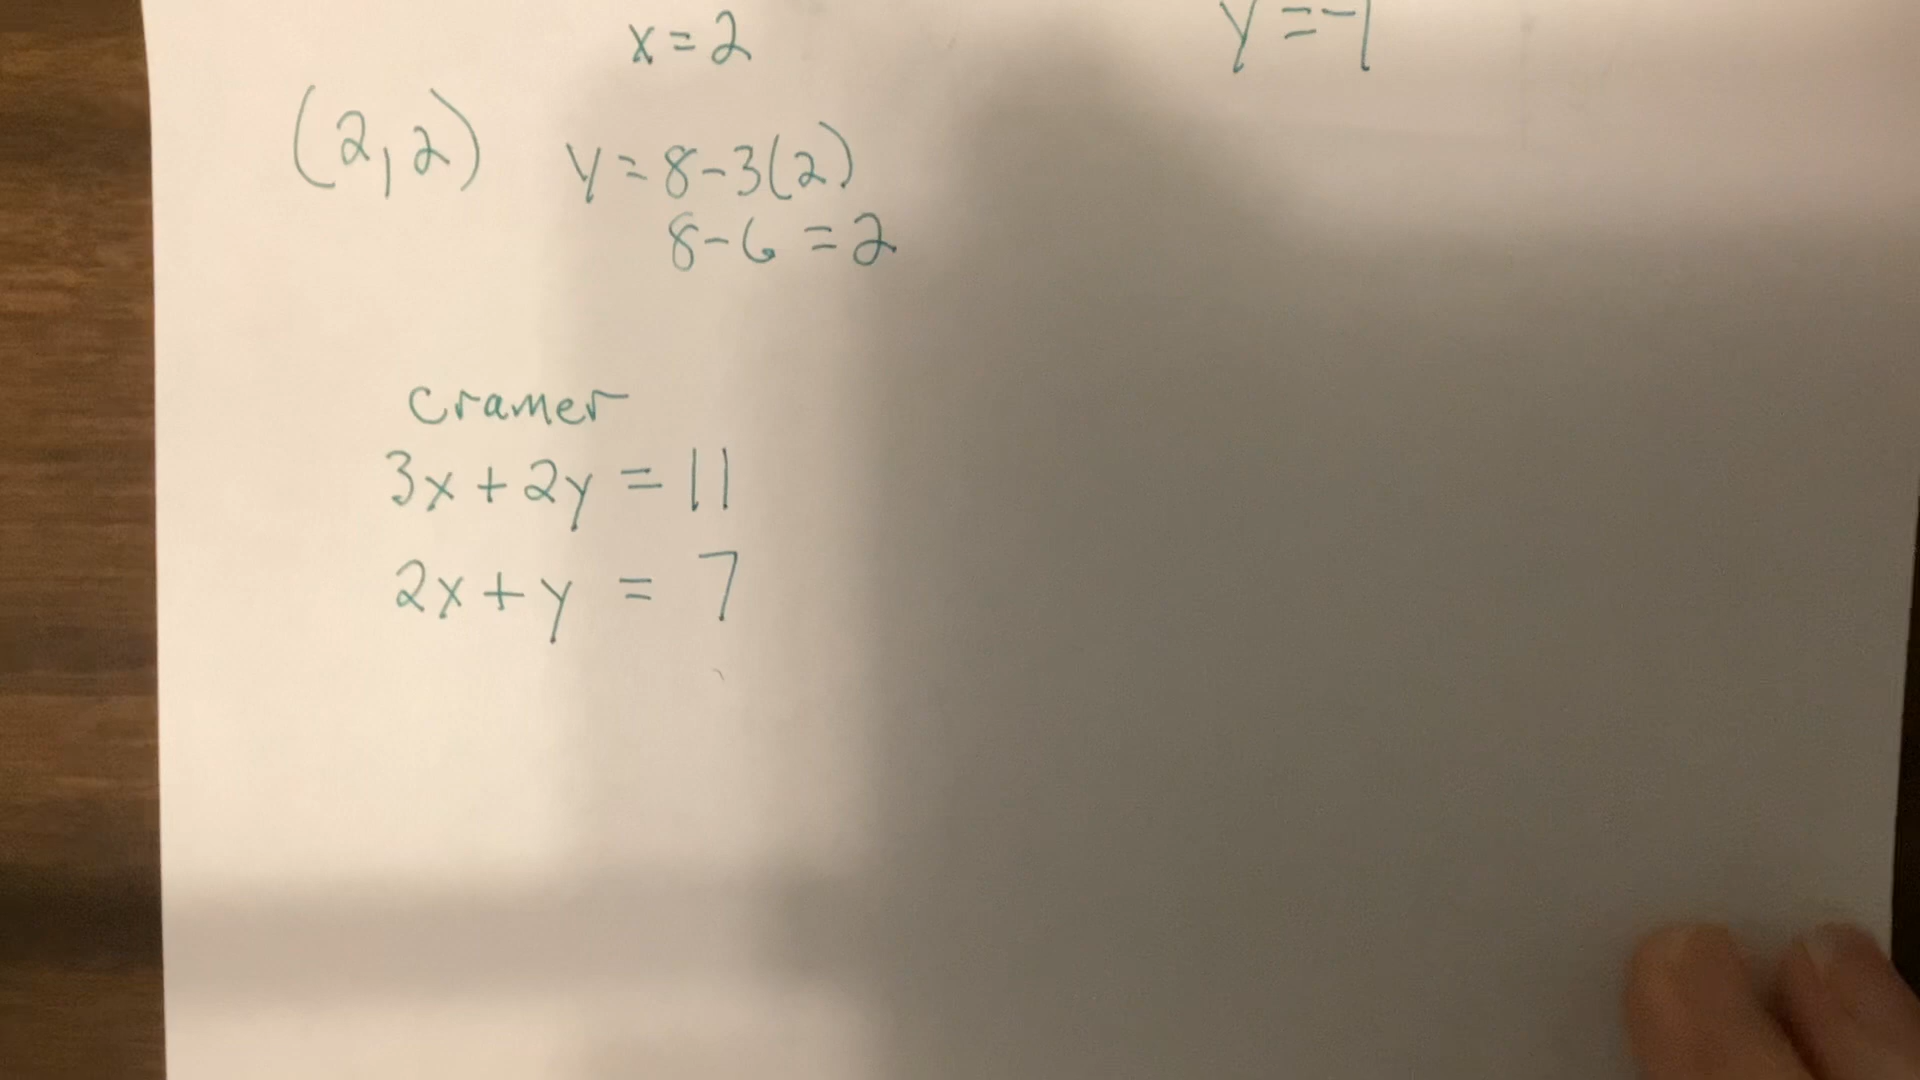 x=2
y=-1
(2,2) y=8-3(2)
8-6=2
cramer
3x+2y=11
2x+y=7